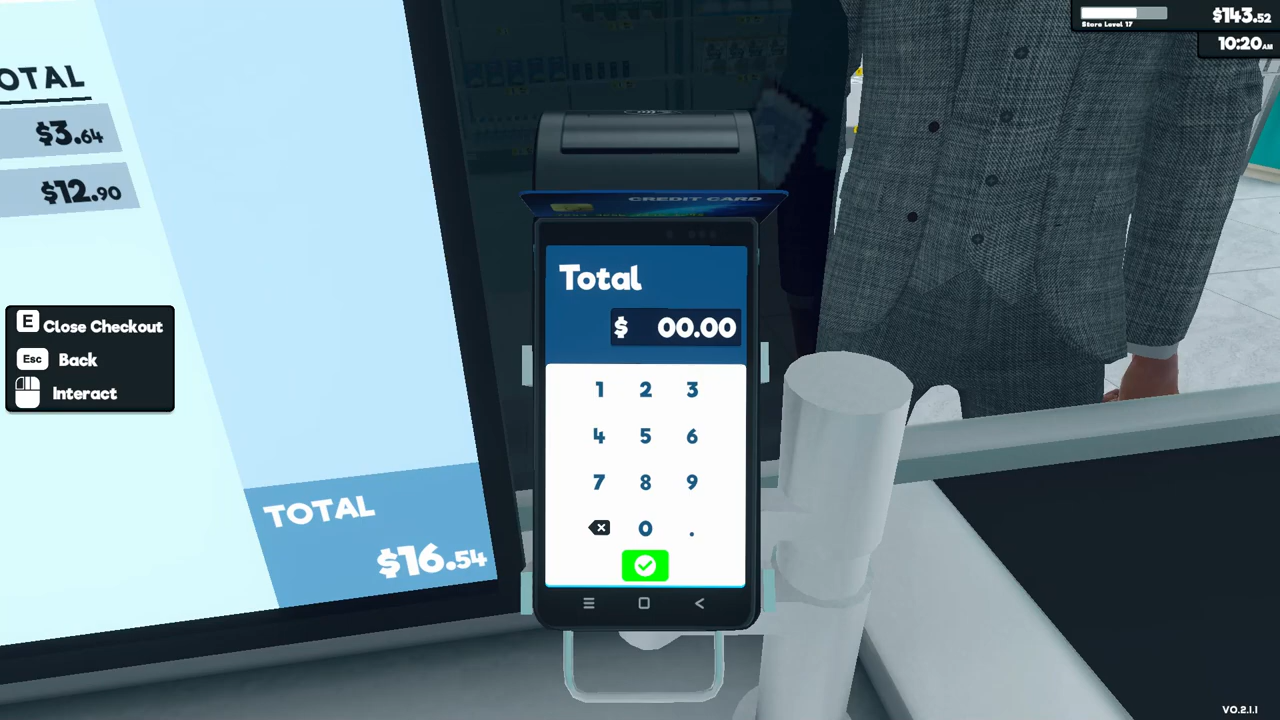 OTAL
$3.64
$12.90
TOTAL
$16.54
E Close Checkout
Esc Back
Interact
CREDIT CARD
Total
$ 00.00
1 2 3
4 5 6
7 8 9
0 .
Store Level 17
$143.52
10:20AM
V0.2.1.1